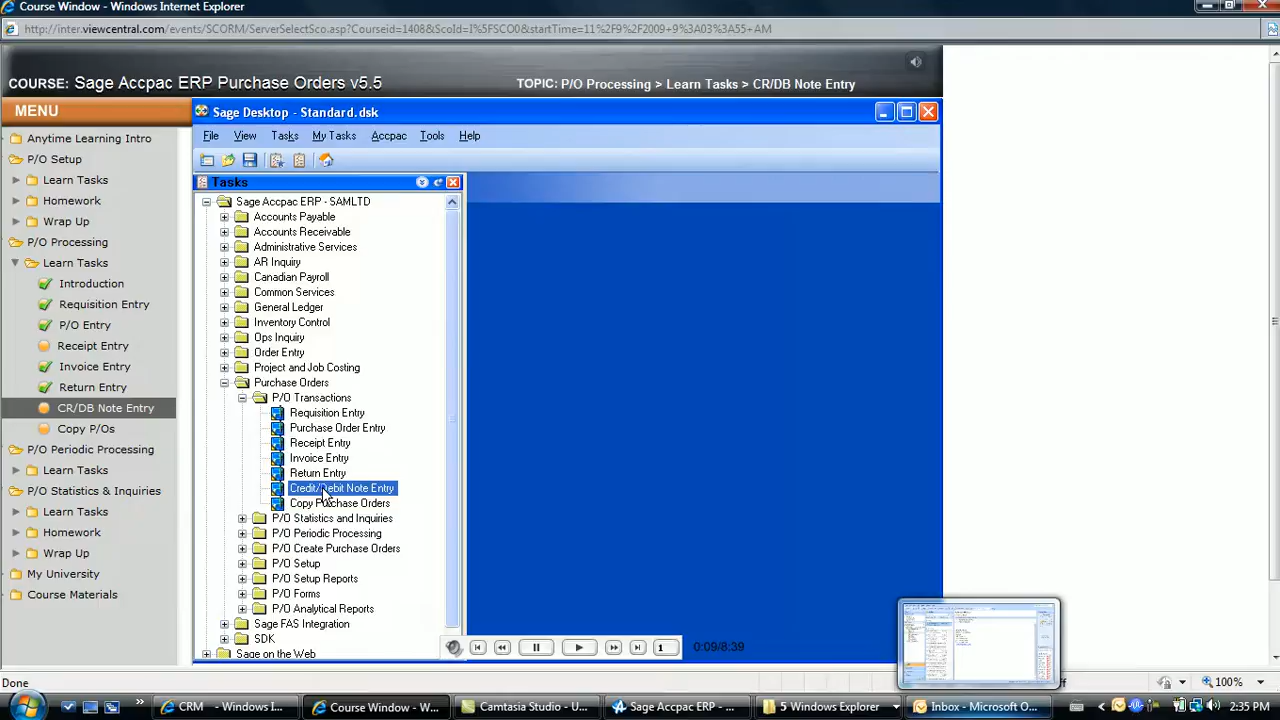 Course Window - Windows Internet Explorer
http://inter.viewcentral.com/events/SCORM/ServerSelectSco.asp?Courseid=1408&ScoId=I%5FSCO0&startTime=11%2F9%2F2009+9%3A03%3A55+AM
COURSE: Sage Accpac ERP Purchase Orders v5.5
TOPIC: P/O Processing > Learn Tasks > CR/DB Note Entry
MENU
Anytime Learning Intro
P/O Setup
Learn Tasks
Homework
Wrap Up
P/O Processing
Learn Tasks
Introduction
Requisition Entry
P/O Entry
Receipt Entry
Invoice Entry
Return Entry
CR/DB Note Entry
Copy P/Os
P/O Periodic Processing
Learn Tasks
P/O Statistics & Inquiries
Learn Tasks
Homework
Wrap Up
My University
Course Materials
Sage Desktop - Standard.dsk
File View Tasks My Tasks Accpac Tools Help
Tasks
Sage Accpac ERP - SAMLTD
Accounts Payable
Accounts Receivable
Administrative Services
AR Inquiry
Canadian Payroll
Common Services
General Ledger
Inventory Control
Ops Inquiry
Order Entry
Project and Job Costing
Purchase Orders
P/O Transactions
Requisition Entry
Purchase Order Entry
Receipt Entry
Invoice Entry
Return Entry
Credit/Debit Note Entry
Copy Purchase Orders
P/O Statistics and Inquiries
P/O Periodic Processing
P/O Create Purchase Orders
P/O Setup
P/O Setup Reports
P/O Forms
P/O Analytical Reports
the Web
0:09/8:39
Done
100%
CRM - Windows I...
Course Window - W...
Camtasia Studio - U...
Sage Accpac ERP - ...
5 Windows Explorer
Inbox - Microsoft O...
2:35 PM